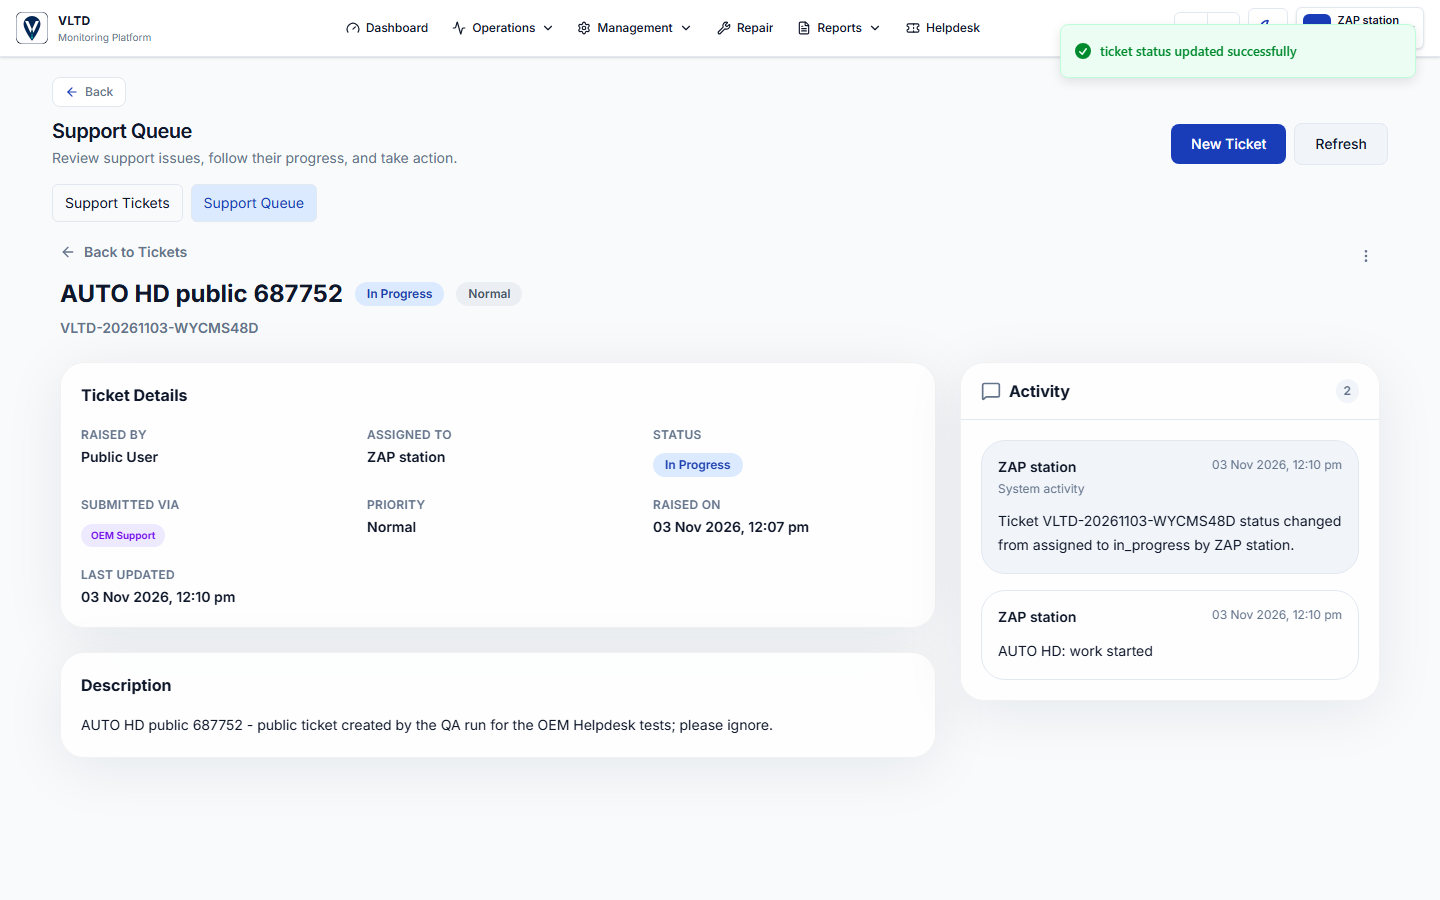 VLTD
Monitoring Platform
Dashboard
Operations
Management
Repair
Reports
Helpdesk
ZAP station
ticket status updated successfully
Back
Support Queue
Review support issues, follow their progress, and take action.
New Ticket
Refresh
Support Tickets
Support Queue
Back to Tickets
AUTO HD public 687752
In Progress
Normal
VLTD-20261103-WYCMS48D
Ticket Details
RAISED BY
Public User
ASSIGNED TO
ZAP station
STATUS
In Progress
SUBMITTED VIA
OEM Support
PRIORITY
Normal
RAISED ON
03 Nov 2026, 12:07 pm
LAST UPDATED
03 Nov 2026, 12:10 pm
Description
AUTO HD public 687752 - public ticket created by the QA run for the OEM Helpdesk tests; please ignore.
Activity
2
ZAP station
03 Nov 2026, 12:10 pm
System activity
Ticket VLTD-20261103-WYCMS48D status changed
from assigned to in_progress by ZAP station.
ZAP station
03 Nov 2026, 12:10 pm
AUTO HD: work started